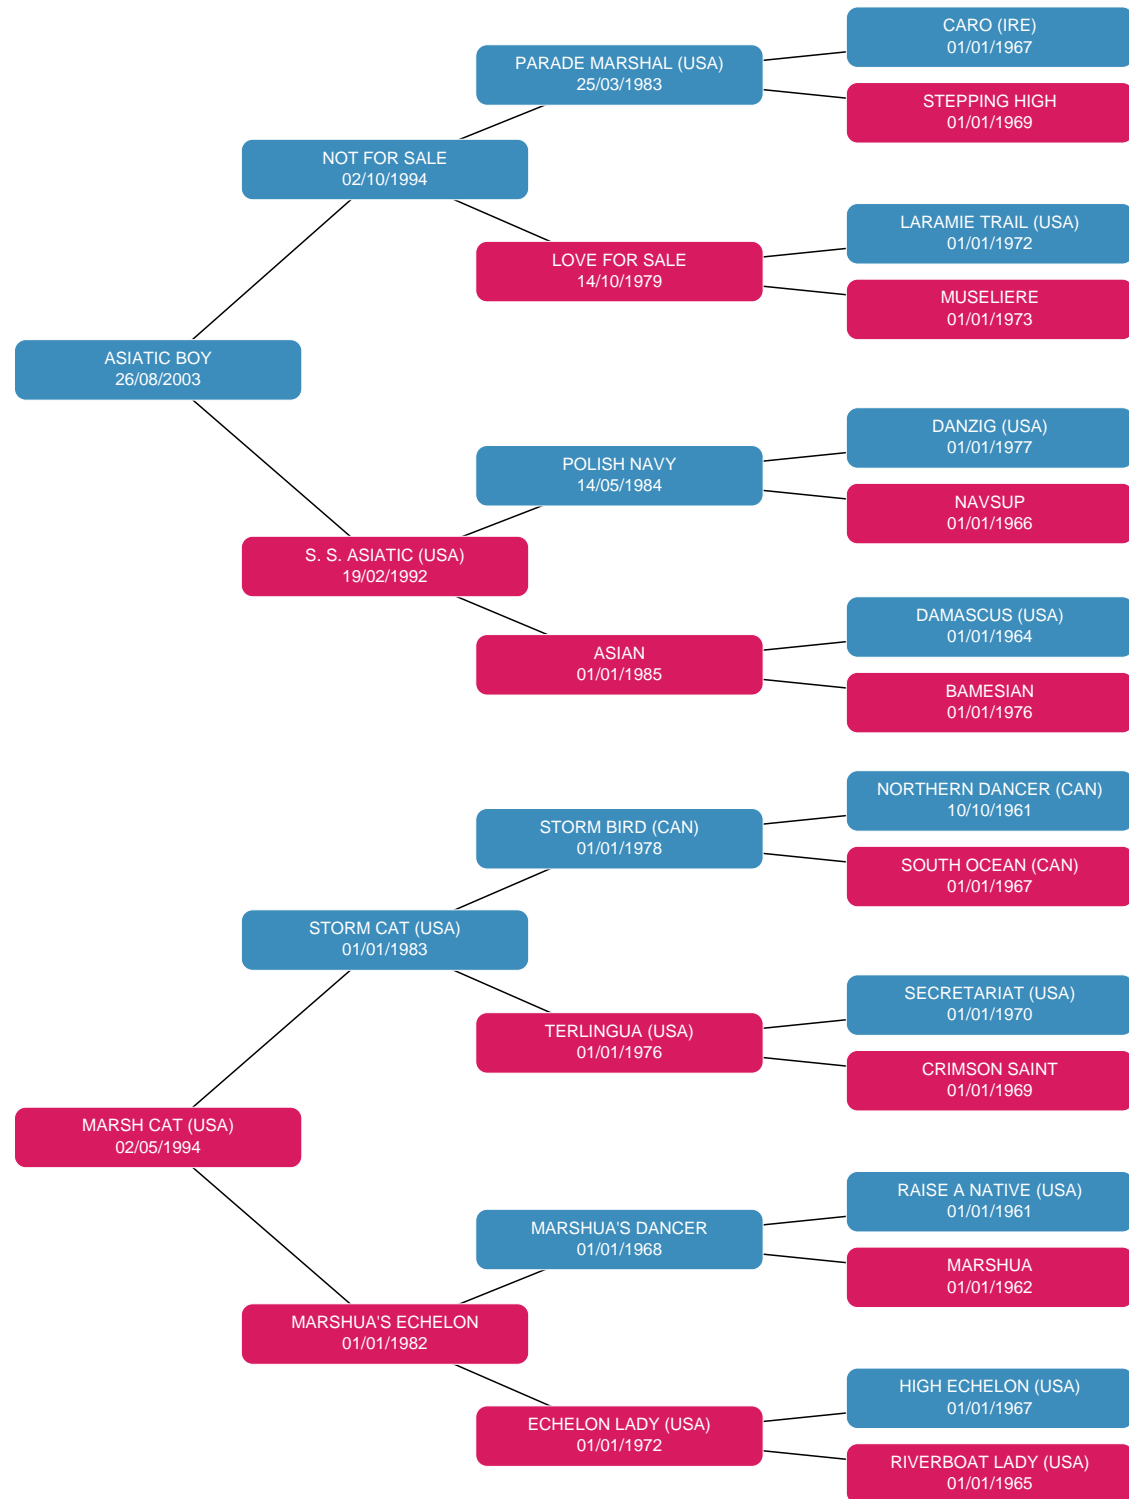 CARO (IRE)
01/01/1967
PARADE MARSHAL (USA)
25/03/1983
STEPPING HIGH
01/01/1969
NOT FOR SALE
02/10/1994
LARAMIE TRAIL (USA)
01/01/1972
LOVE FOR SALE
14/10/1979
MUSELIERE
01/01/1973
ASIATIC BOY
26/08/2003
DANZIG (USA)
01/01/1977
POLISH NAVY
14/05/1984
NAVSUP
01/01/1966
S. S. ASIATIC (USA)
19/02/1992
DAMASCUS (USA)
01/01/1964
ASIAN
01/01/1985
BAMESIAN
01/01/1976
NORTHERN DANCER (CAN)
10/10/1961
STORM BIRD (CAN)
01/01/1978
SOUTH OCEAN (CAN)
01/01/1967
STORM CAT (USA)
01/01/1983
SECRETARIAT (USA)
01/01/1970
TERLINGUA (USA)
01/01/1976
CRIMSON SAINT
01/01/1969
MARSH CAT (USA)
02/05/1994
RAISE A NATIVE (USA)
01/01/1961
MARSHUA'S DANCER
01/01/1968
MARSHUA
01/01/1962
MARSHUA'S ECHELON
01/01/1982
HIGH ECHELON (USA)
01/01/1967
ECHELON LADY (USA)
01/01/1972
RIVERBOAT LADY (USA)
01/01/1965